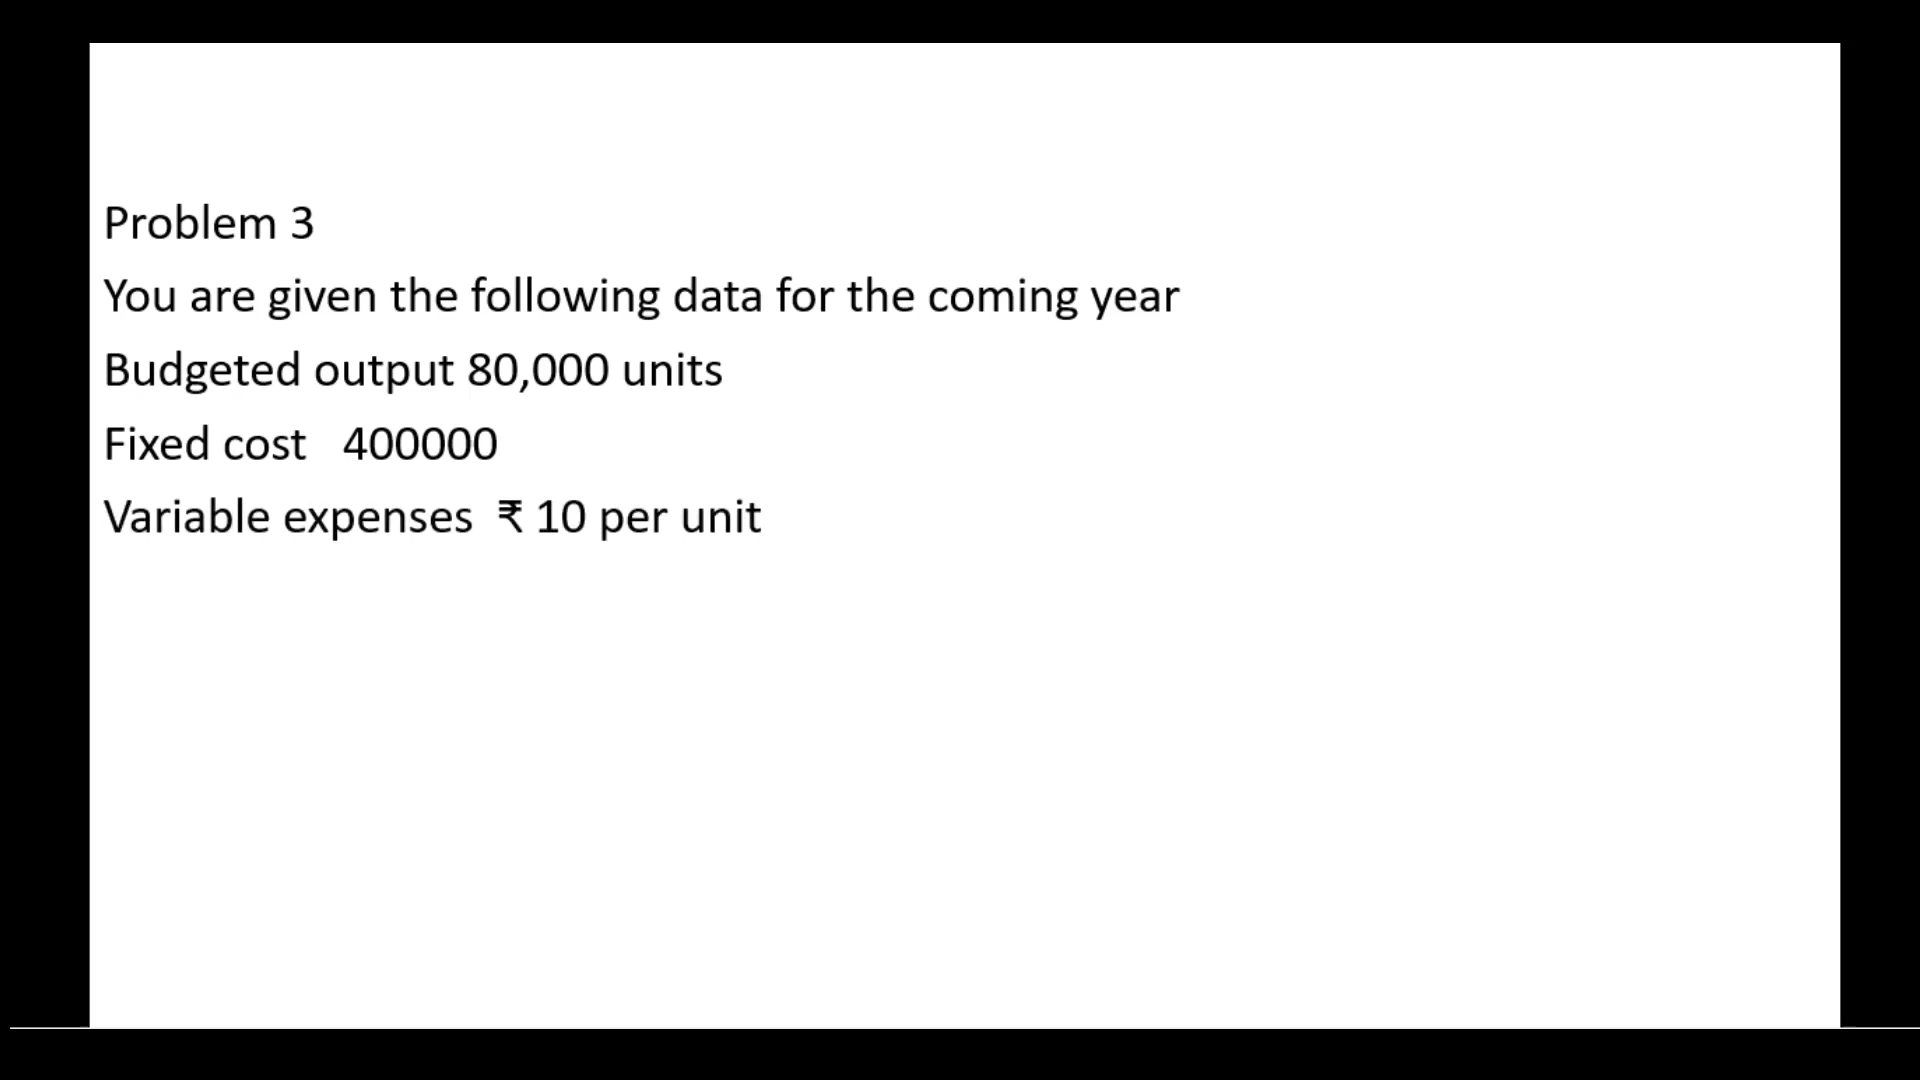 Problem 3
You are given the following data for the coming year
Budgeted output 80,000 units
Fixed cost   400000
Variable expenses  ₹ 10 per unit